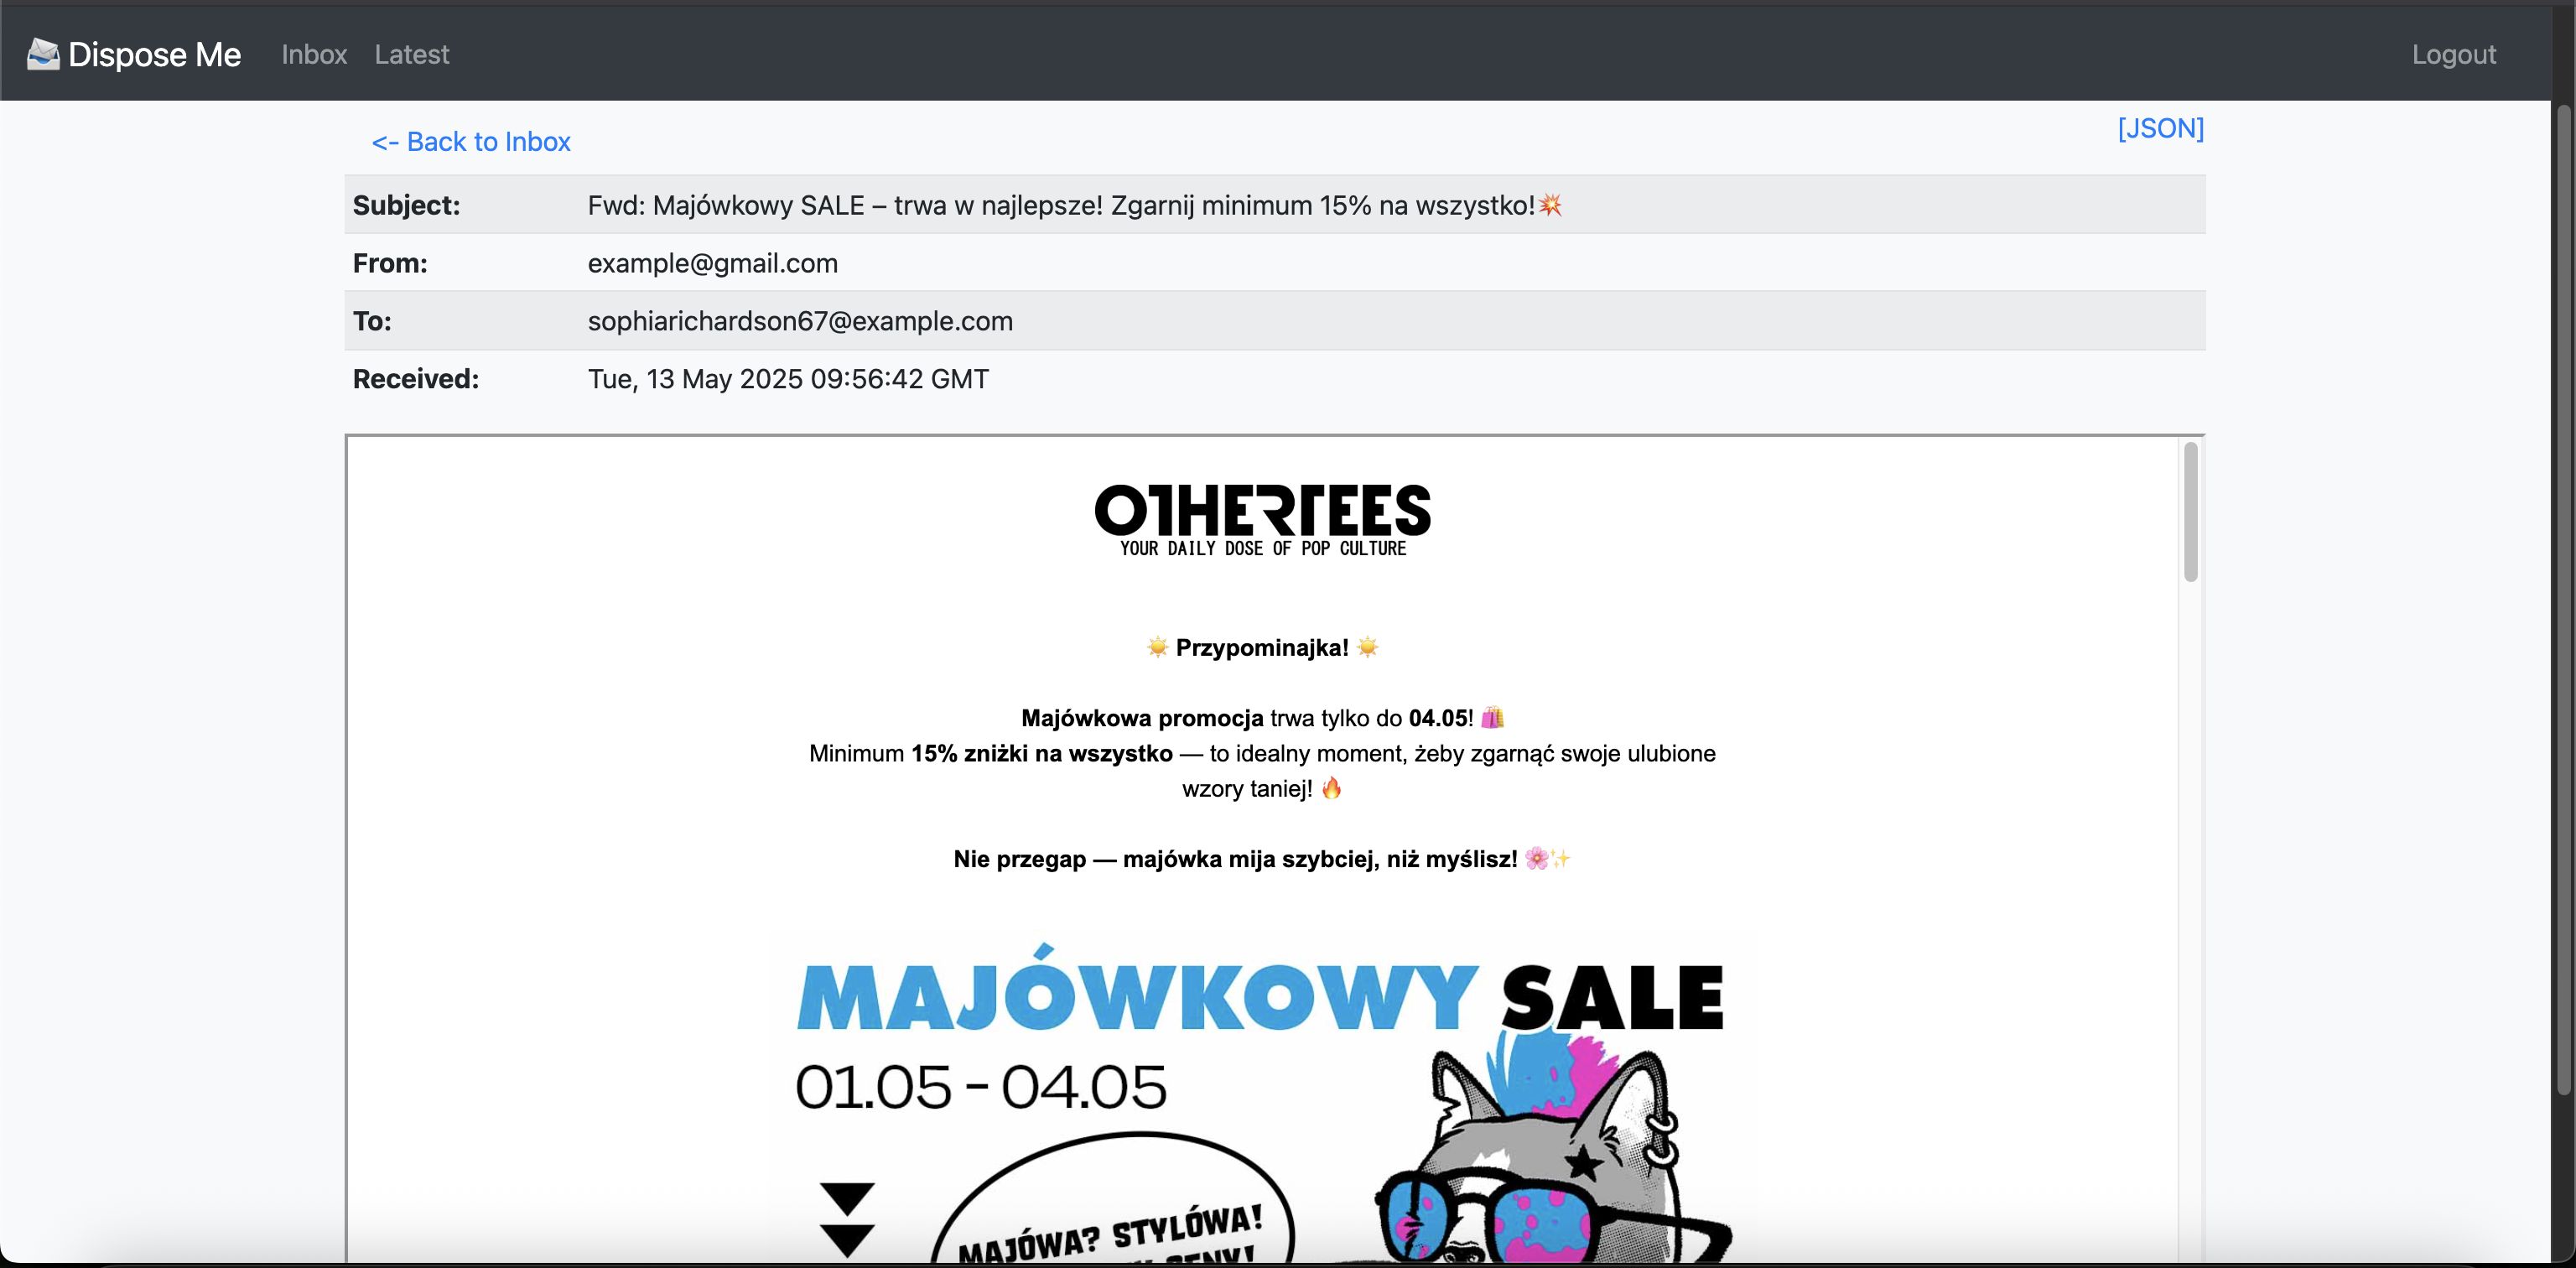 Dispose Me Inbox Latest Logout
<- Back to Inbox [JSON]
Subject: Fwd: Majówkowy SALE – trwa w najlepsze! Zgarnij minimum 15% na wszystko!💥
From: example@gmail.com
To: sophiarichardson67@example.com
Received: Tue, 13 May 2025 09:56:42 GMT
OTHERTEES
YOUR DAILY DOSE OF POP CULTURE
☀️ Przypominajka! ☀️
Majówkowa promocja trwa tylko do 04.05! 🛍️
Minimum 15% zniżki na wszystko — to idealny moment, żeby zgarnąć swoje ulubione
wzory taniej! 🔥
Nie przegap — majówka mija szybciej, niż myślisz! 🌸✨
MAJÓWKOWY SALE
01.05 - 04.05
MAJÓWA? STYLÓWA!